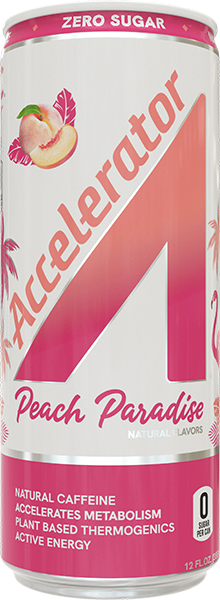 ZERO SUGAR
Accelerator
Peach Paradise
NATURAL FLAVORS
NATURAL CAFFEINE
ACCELERATES METABOLISM
PLANT BASED THERMOGENICS
ACTIVE ENERGY
0
SUGAR
PER CAN
12 FL OZ